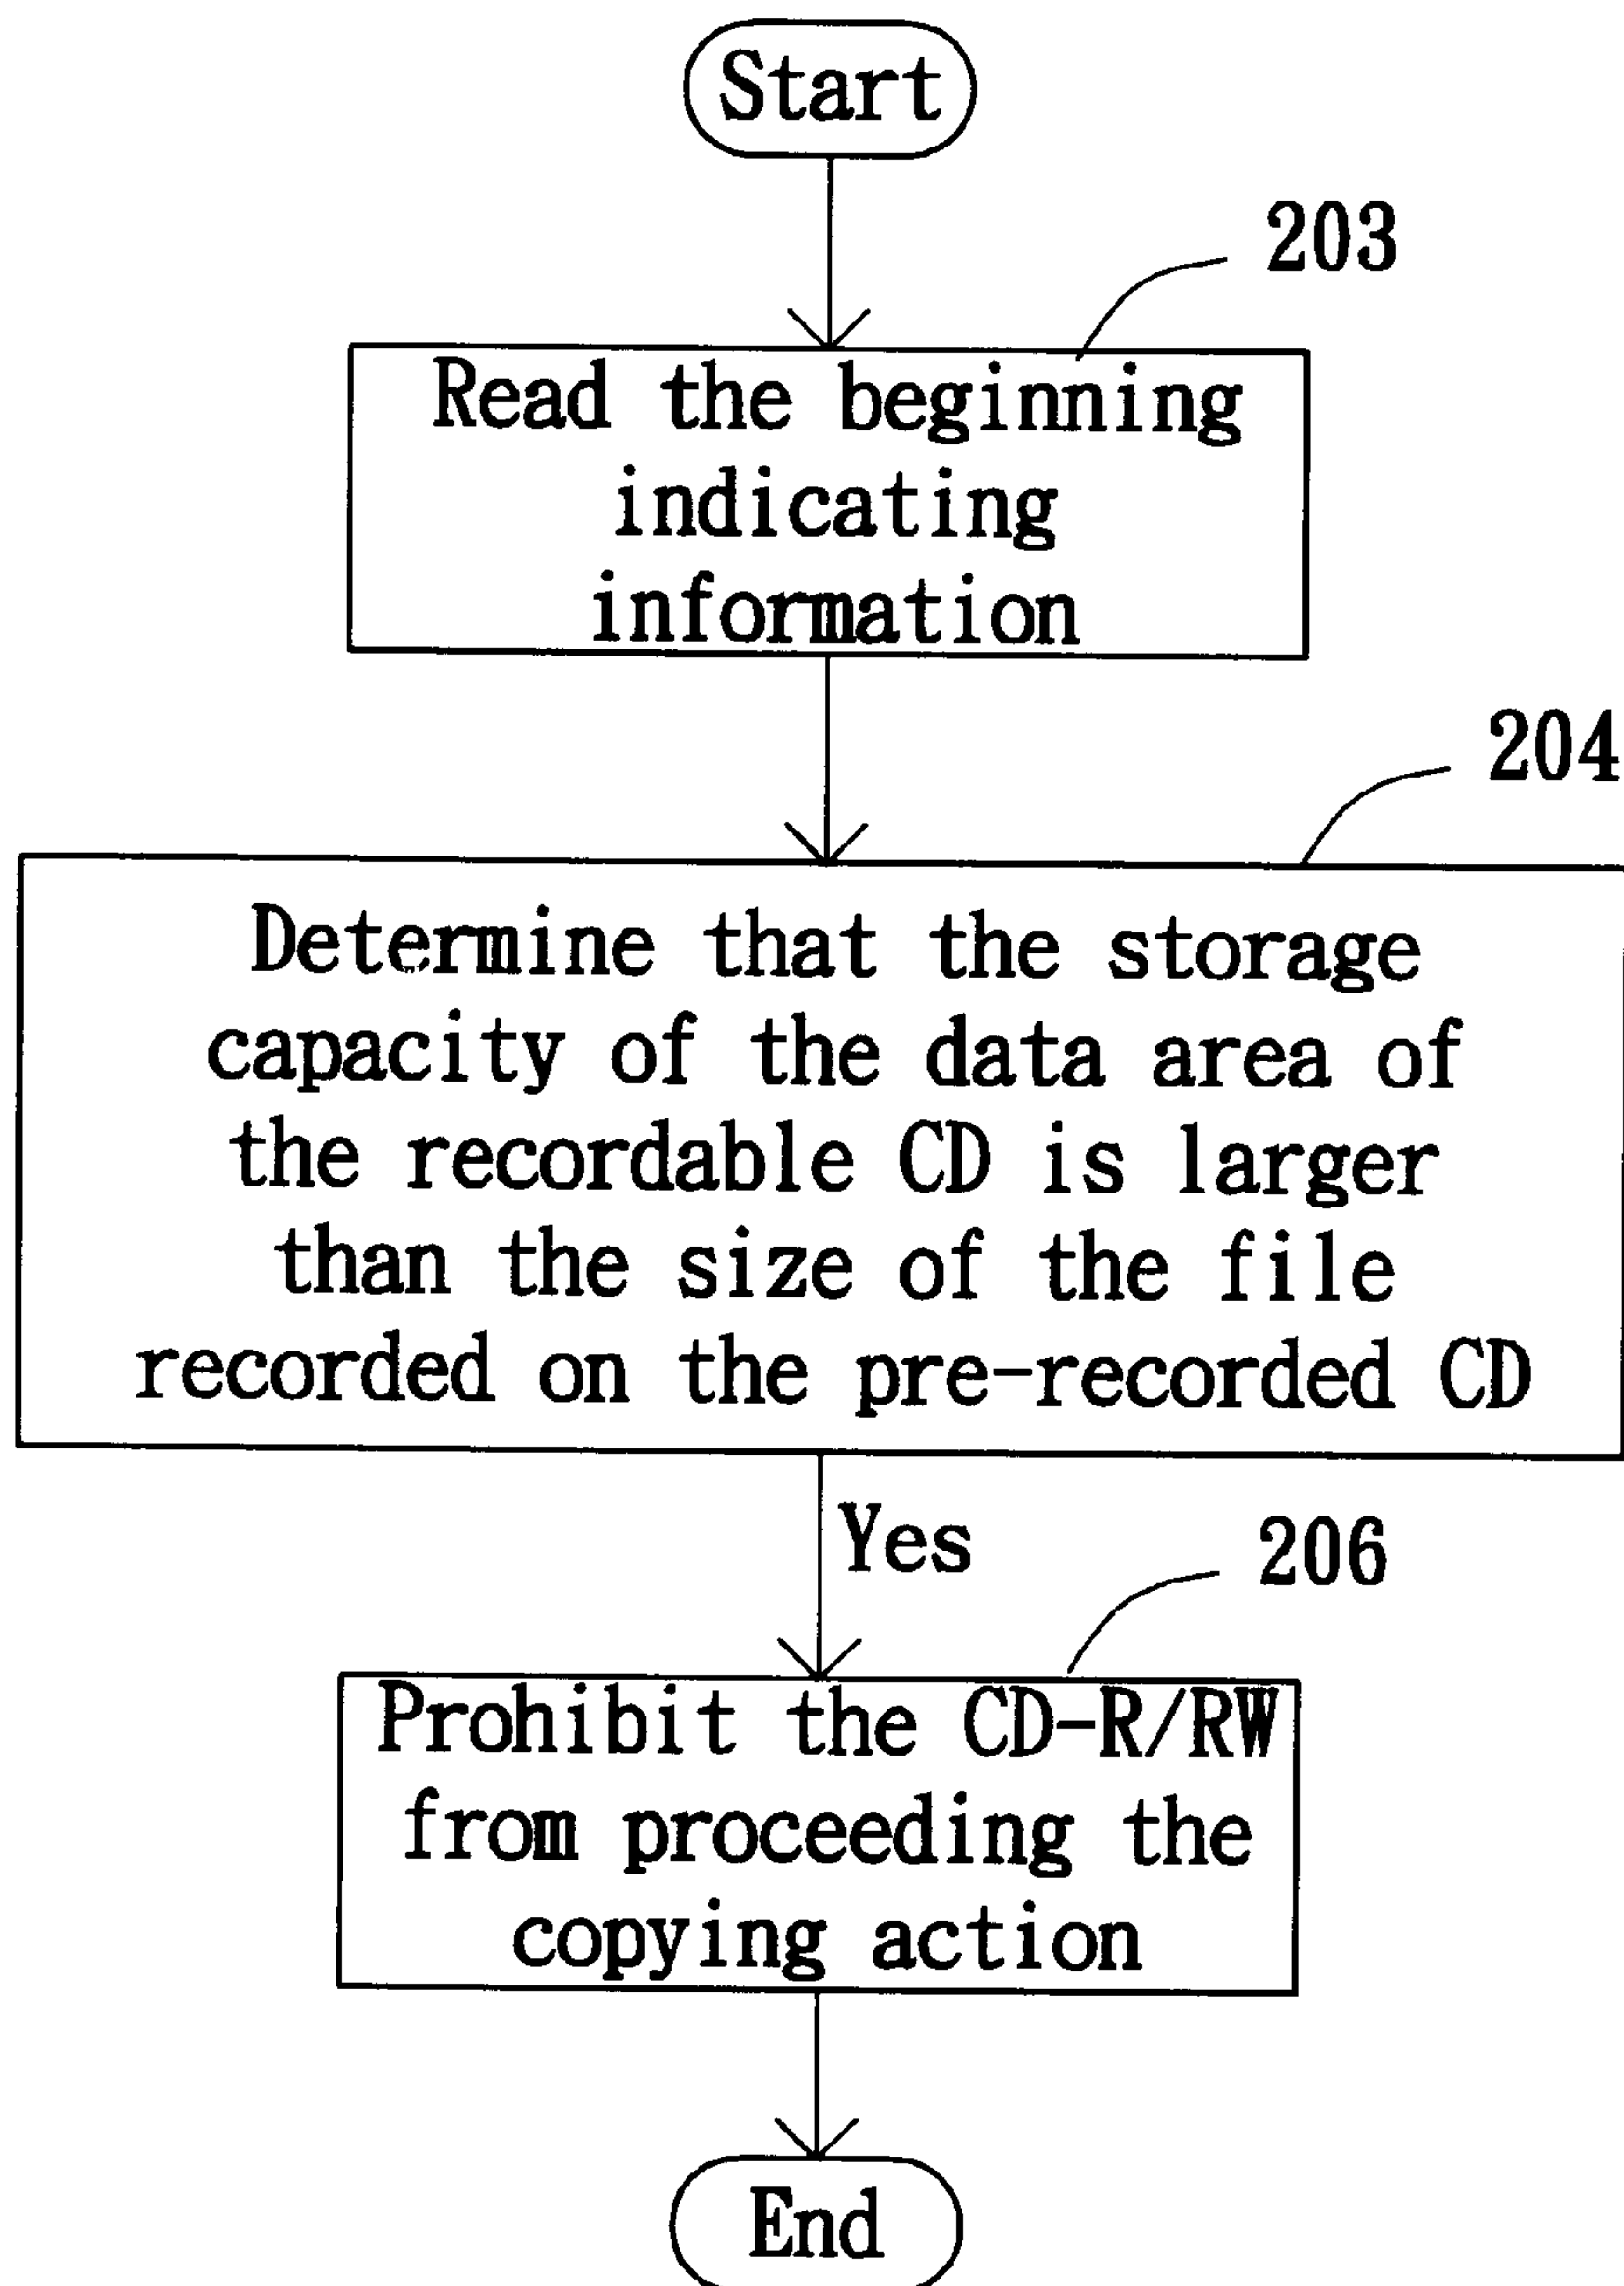 Start
203
Read the beginning
indicating
information
204
Determine that the storage
capacity of the data area of
the recordable CD is larger
than the size of the file
recorded on the pre-recorded CD
Yes
206
Prohibit the CD-R/RW
from proceeding the
copying action
End